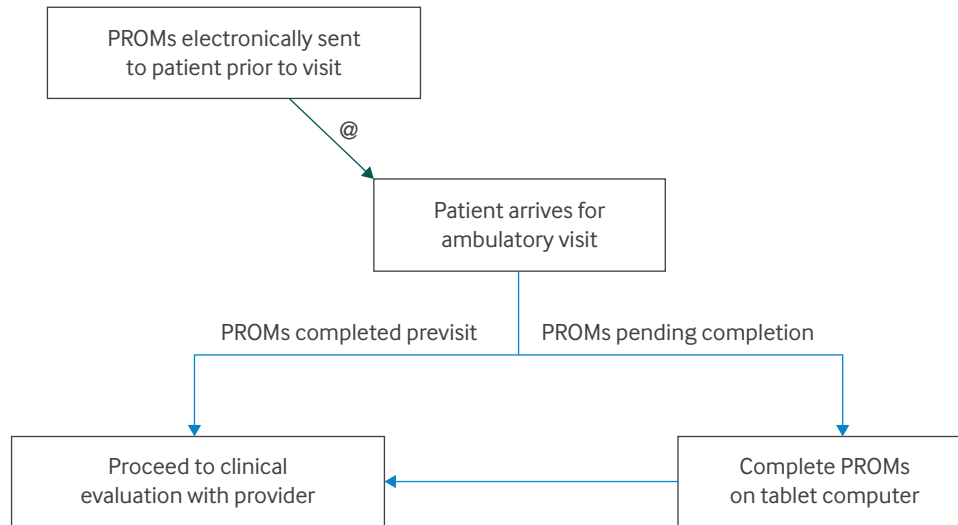 PROMs electronically sent
to patient prior to visit
@
Patient arrives for
ambulatory visit
PROMs completed previsit
PROMs pending completion
Proceed to clinical
evaluation with provider
Complete PROMs
on tablet computer